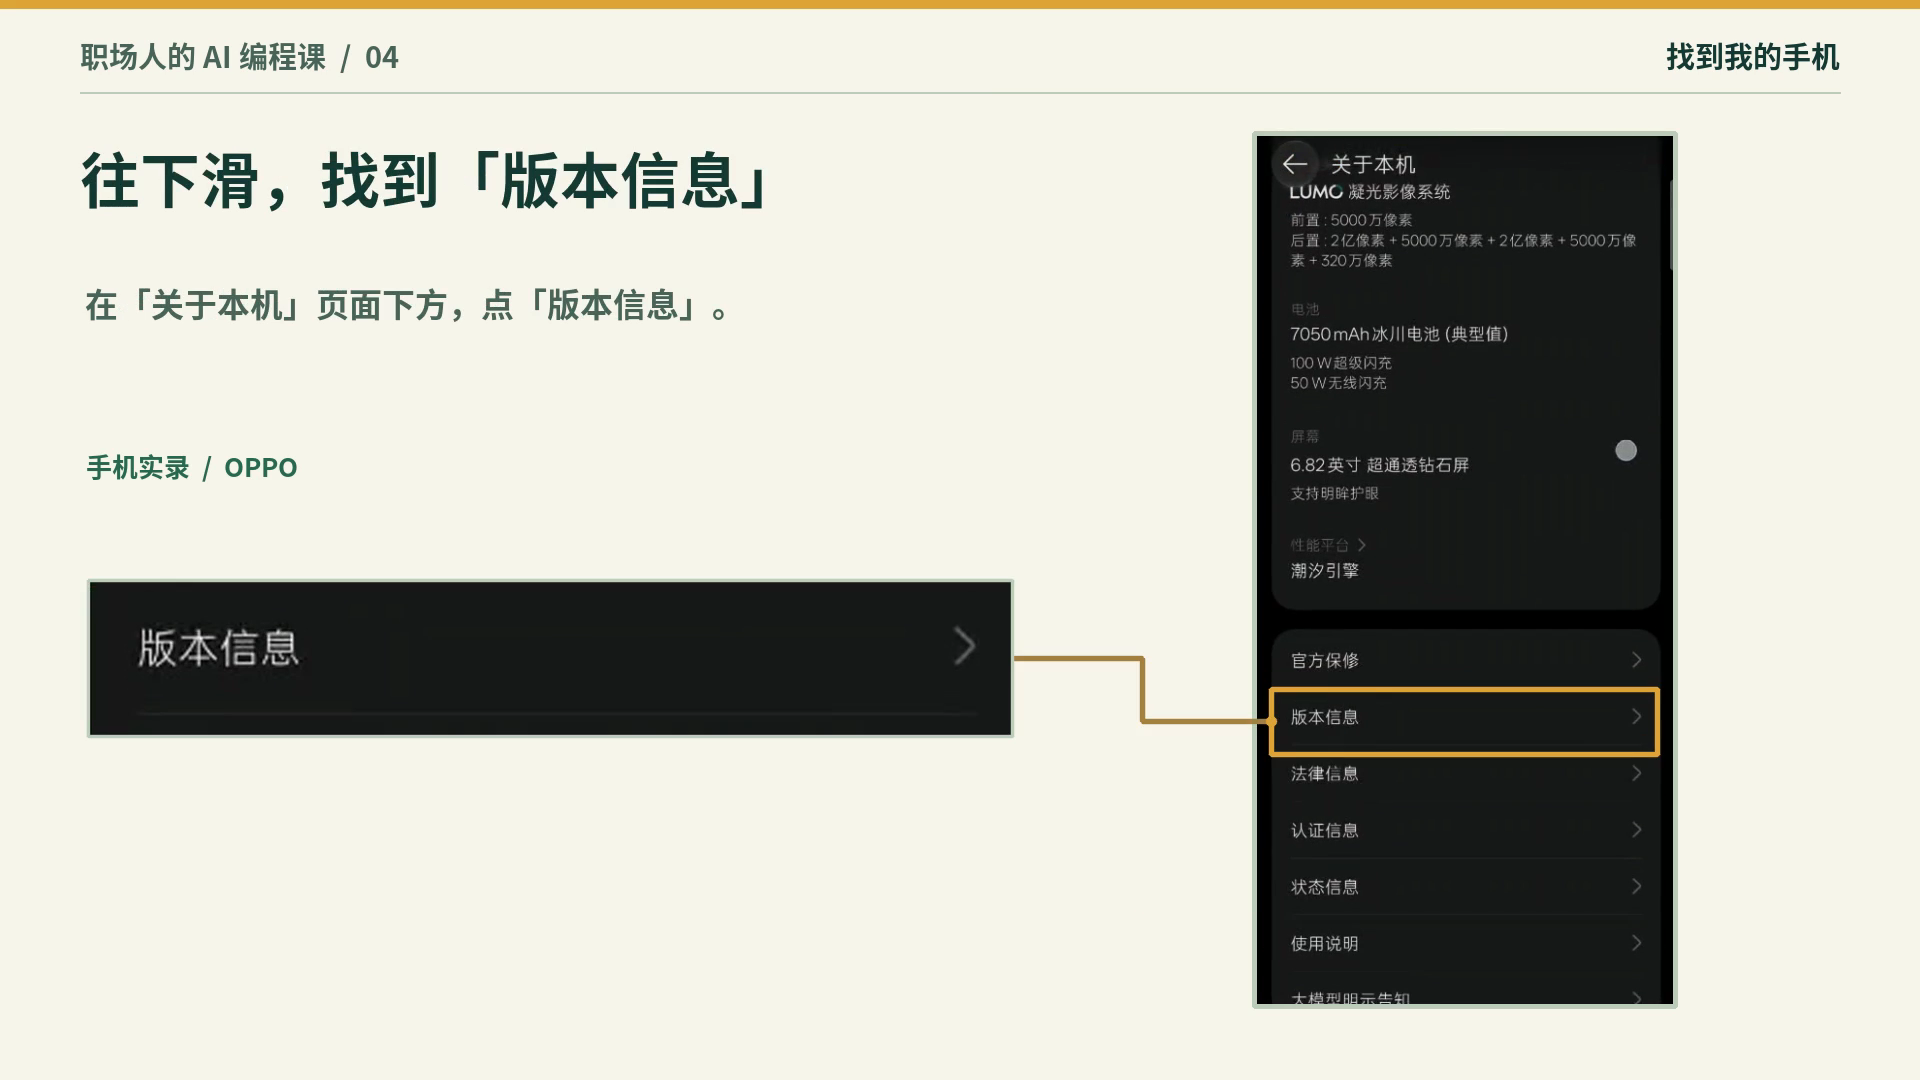 职场人的 AI 编程课 / 04
找到我的手机
往下滑，找到「版本信息」
在「关于本机」页面下方，点「版本信息」。
手机实录 / OPPO
版本信息
关于本机
LUMO 凝光影像系统
前置 : 5000万像素
后置 : 2亿像素 + 5000万像素 + 2亿像素 + 5000万像
素 + 320万像素
电池
7050 mAh 冰川电池 (典型值)
100 W 超级闪充
50 W 无线闪充
屏幕
6.82 英寸 超通透钻石屏
支持明眸护眼
性能平台
潮汐引擎
官方保修
版本信息
法律信息
认证信息
状态信息
使用说明
大模型明示告知